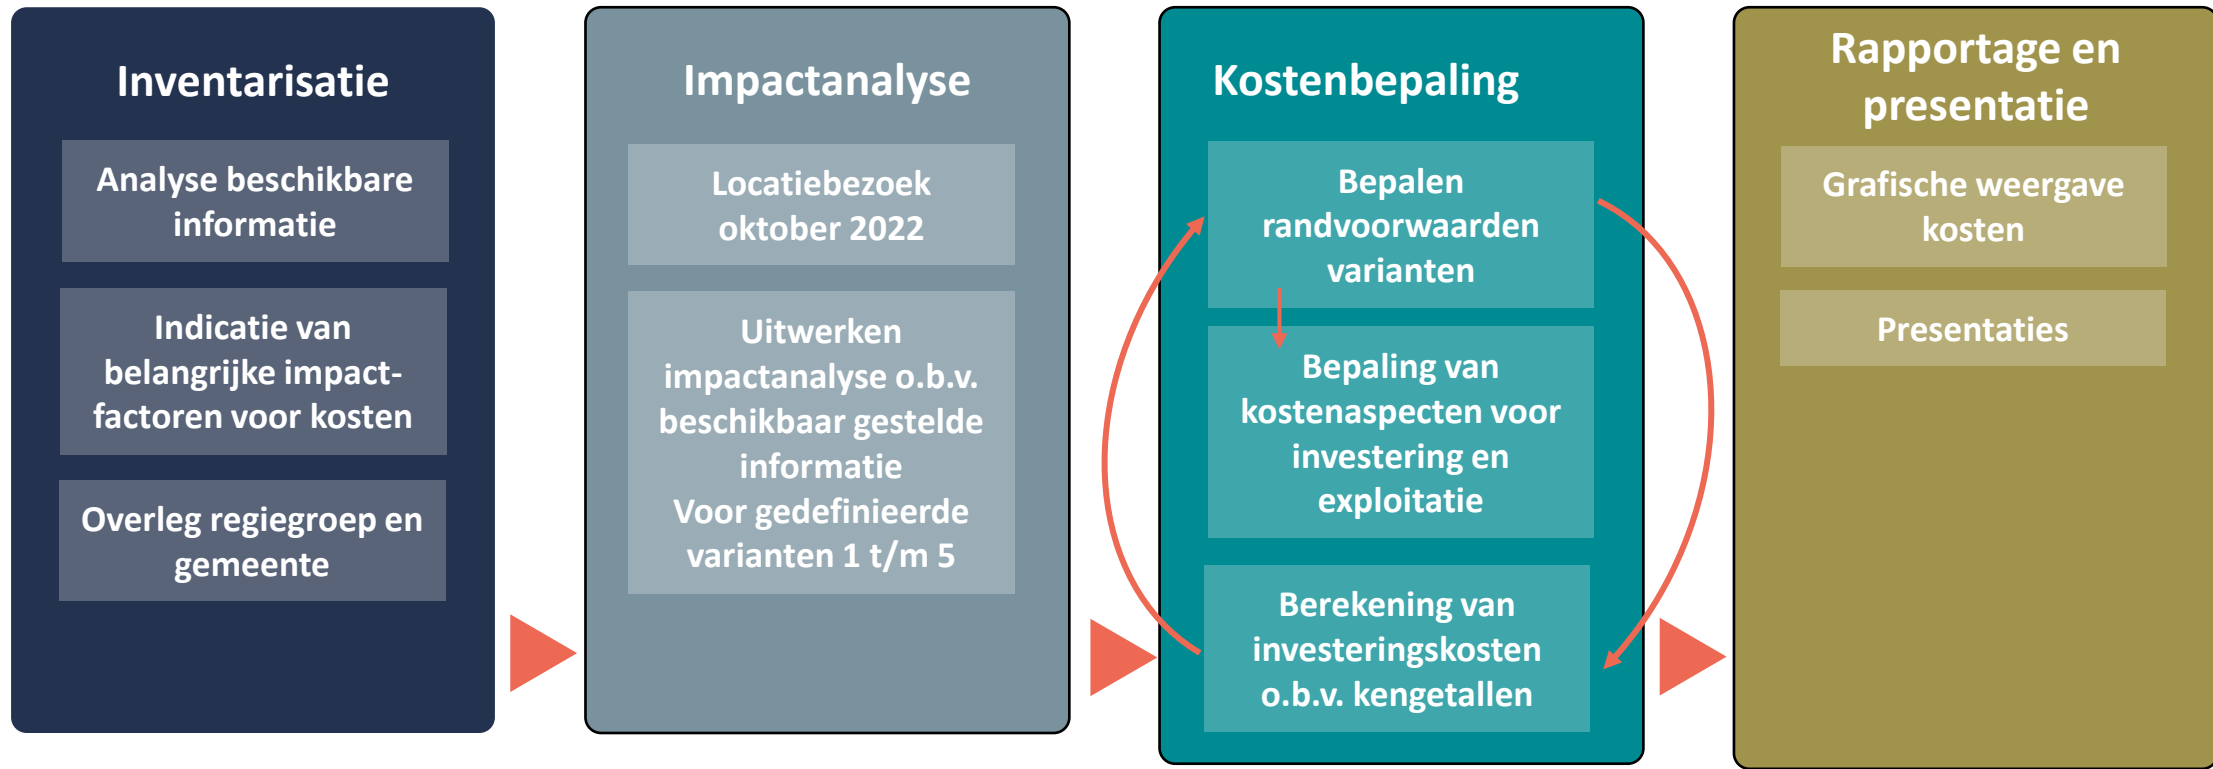 Inventarisatie
Analyse beschikbare
informatie
Indicatie van
belangrijke impact-
factoren voor kosten
Overleg regiegroep en
gemeente
Impactanalyse
Locatiebezoek
oktober 2022
Uitwerken
impactanalyse o.b.v.
beschikbaar gestelde
informatie
Voor gedefinieerde
varianten 1 t/m 5
Kostenbepaling
Bepalen
randvoorwaarden
varianten
Bepaling van
kostenaspecten voor
investering en
exploitatie
Berekening van
investeringskosten
o.b.v. kengetallen
Rapportage en
presentatie
Grafische weergave
kosten
Presentaties